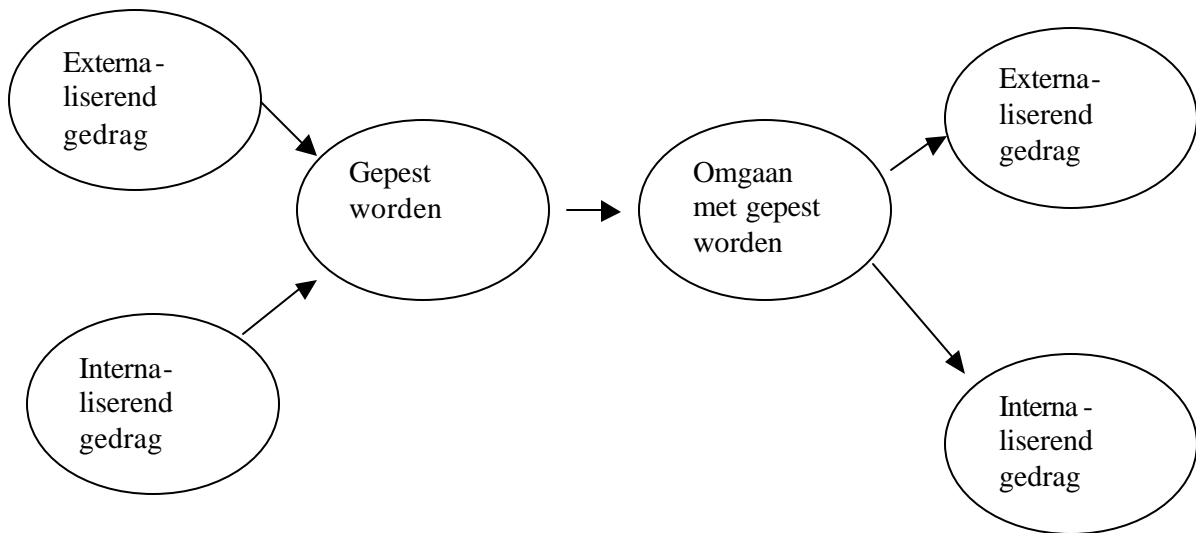 Externa-
liserend
gedrag
Gepest
worden
Omgaan
met gepest
worden
Externa-
liserend
gedrag
Interna-
liserend
gedrag
Interna-
liserend
gedrag